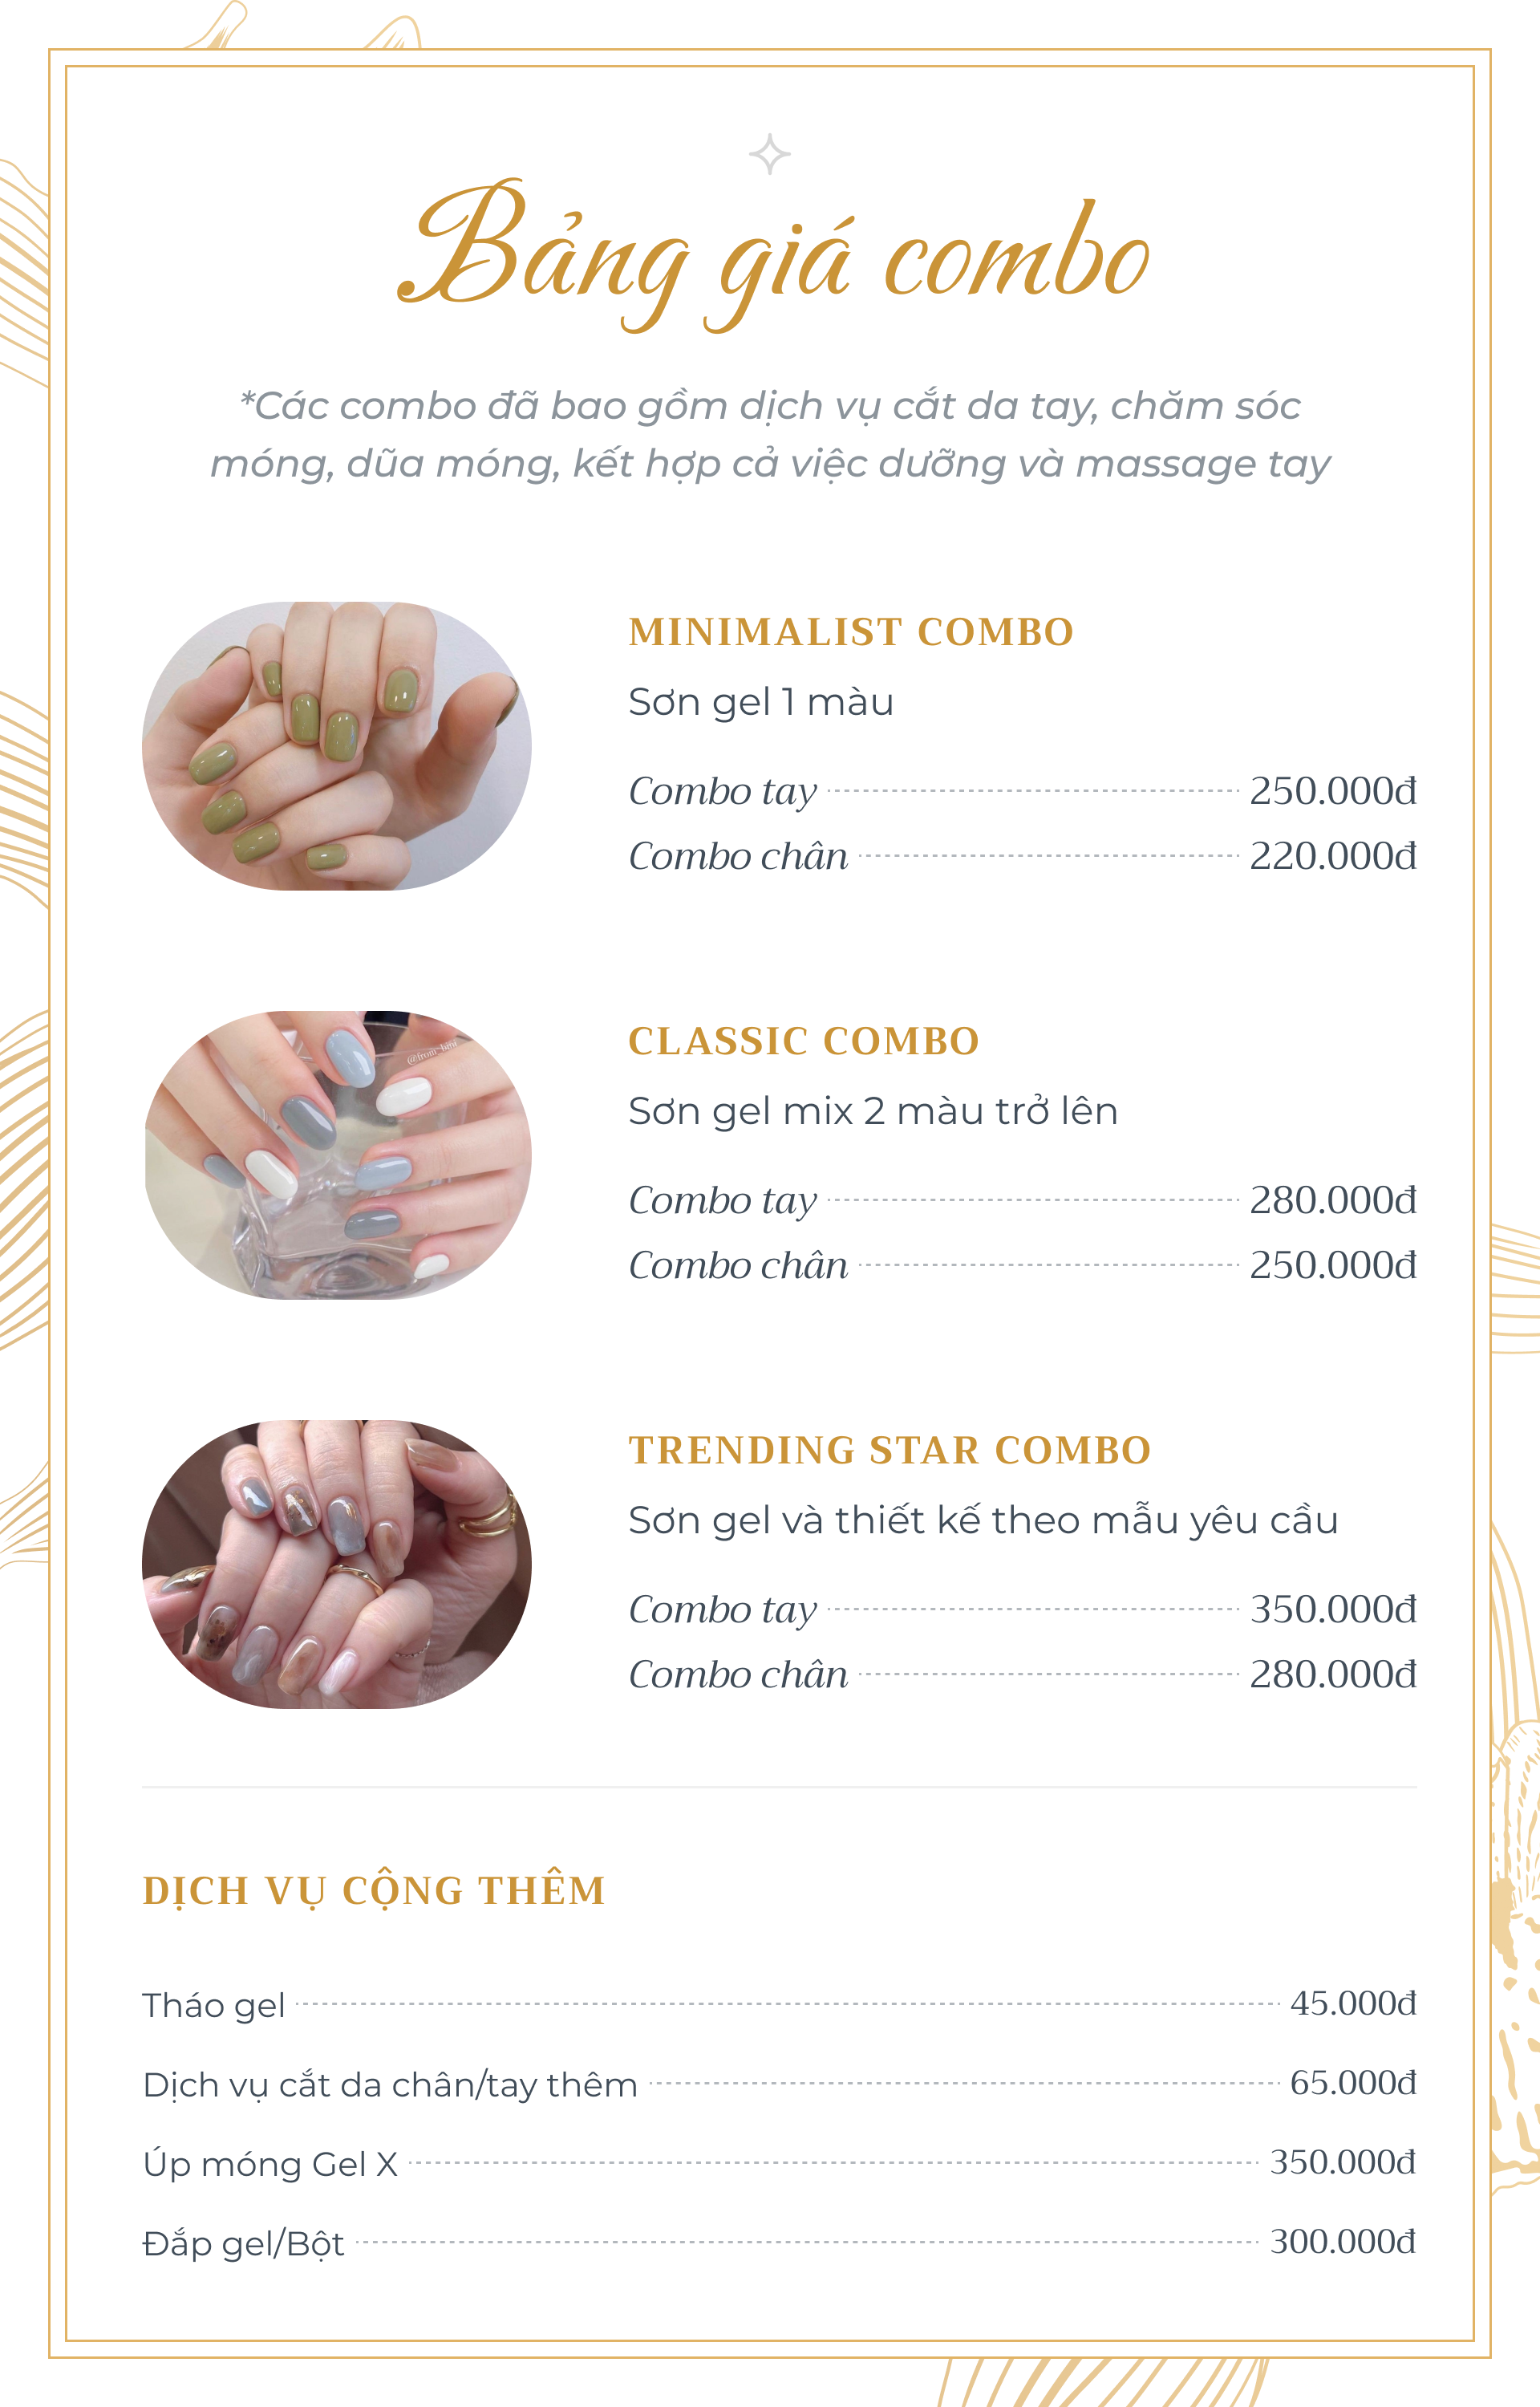 Bảng giá combo
*Các combo đã bao gồm dịch vụ cắt da tay, chăm sóc
móng, dũa móng, kết hợp cả việc dưỡng và massage tay
MINIMALIST COMBO
Sơn gel 1 màu
Combo tay 250.000đ
Combo chân 220.000đ
CLASSIC COMBO
Sơn gel mix 2 màu trở lên
Combo tay 280.000đ
Combo chân 250.000đ
TRENDING STAR COMBO
Sơn gel và thiết kế theo mẫu yêu cầu
Combo tay 350.000đ
Combo chân 280.000đ
DỊCH VỤ CỘNG THÊM
Tháo gel 45.000đ
Dịch vụ cắt da chân/tay thêm 65.000đ
Úp móng Gel X 350.000đ
Đắp gel/Bột 300.000đ